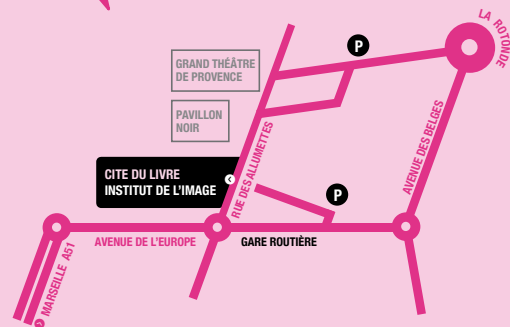 LA ROTONDE
P
GRAND THÉÂTRE
DE PROVENCE
PAVILLON
NOIR
RUE DES ALLUMETTES
AVENUE DES BELGES
CITE DU LIVRE
INSTITUT DE L'IMAGE
P
AVENUE DE L'EUROPE
GARE ROUTIÈRE
MARSEILLE A51